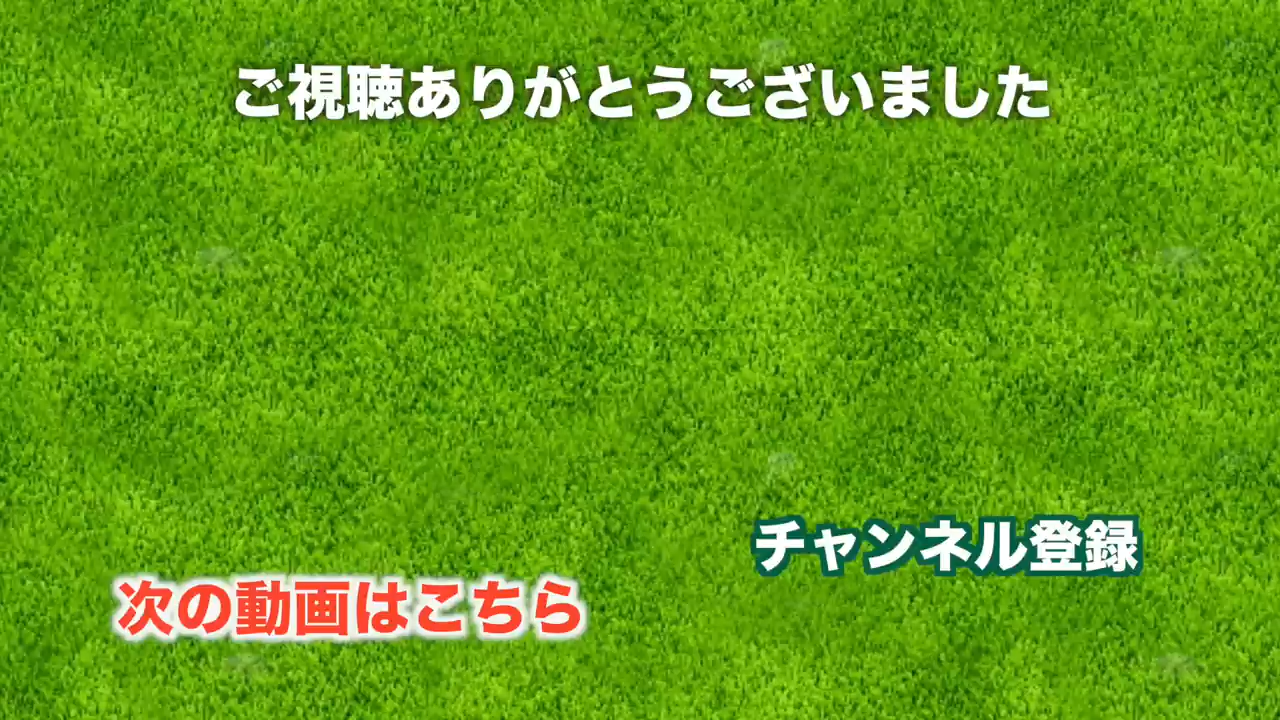 ご視聴ありがとうございました
チャンネル登録
次の動画はこちら